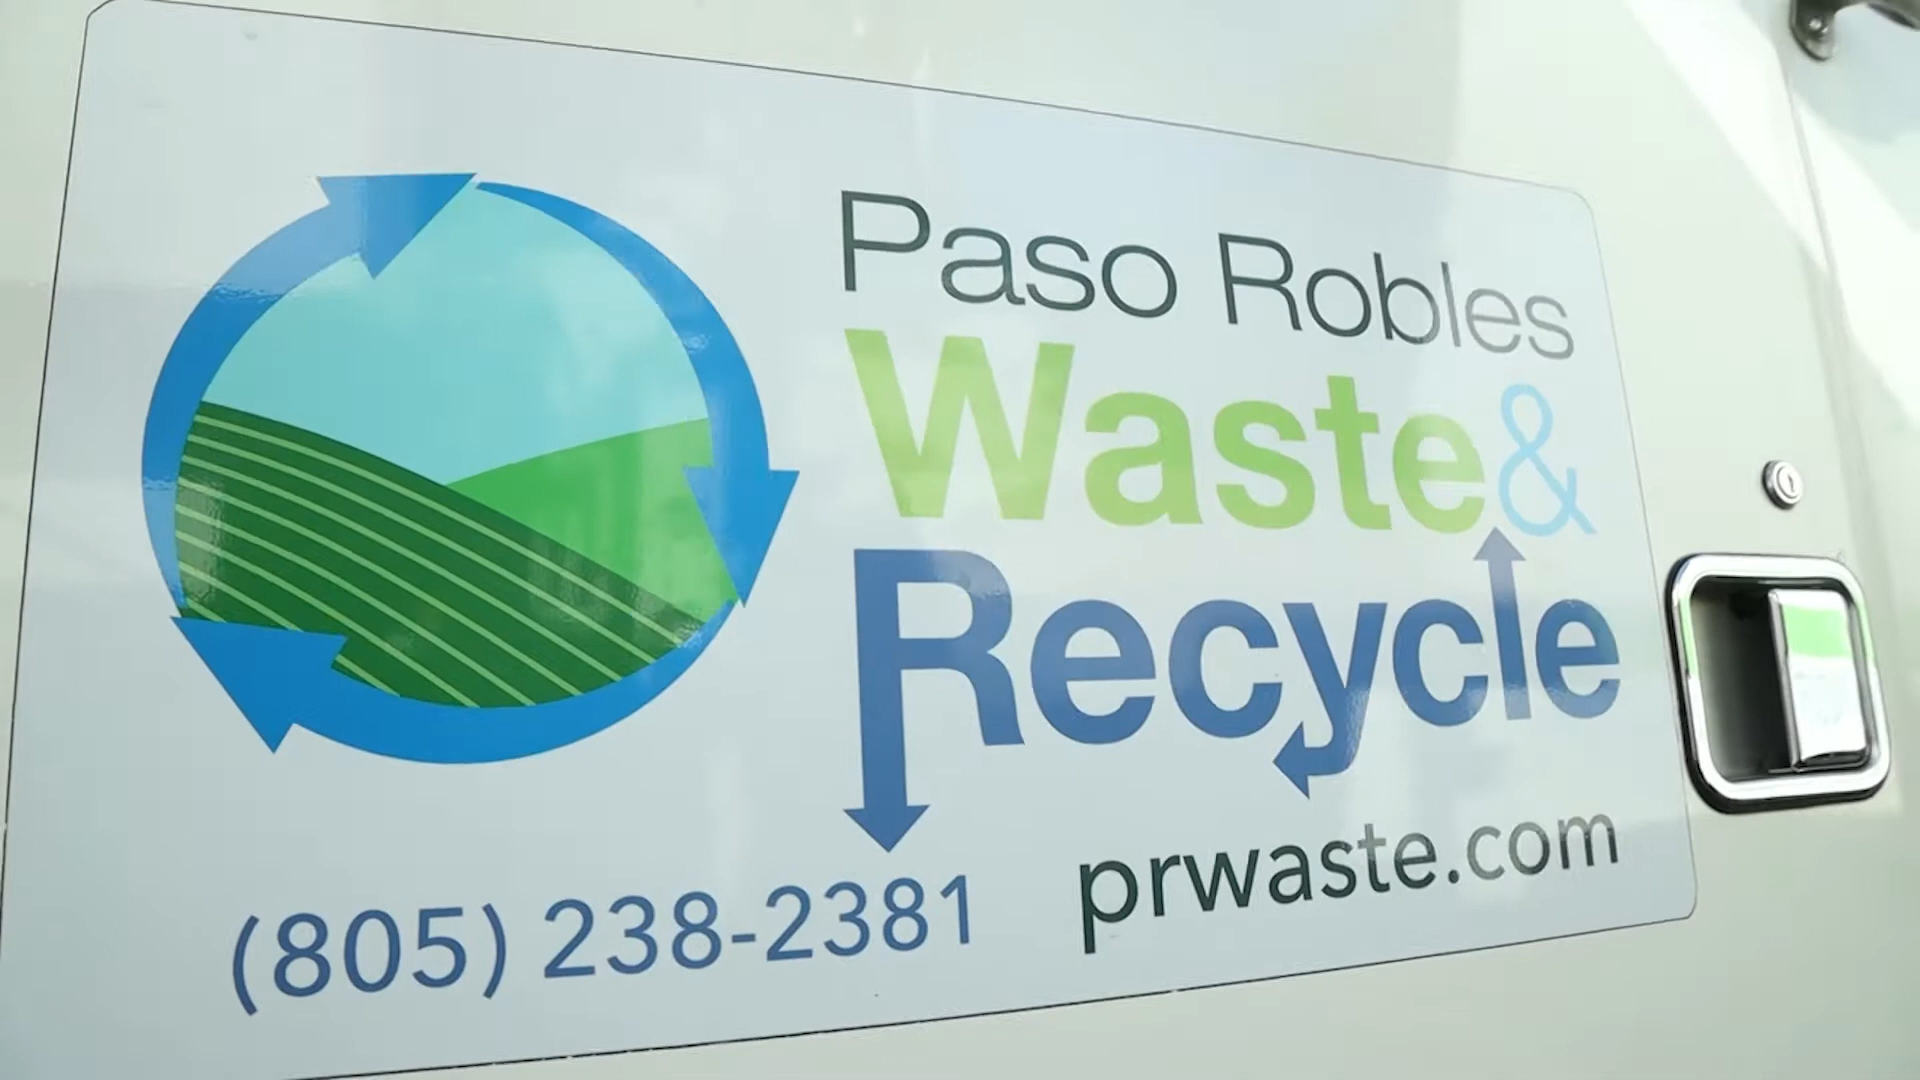 Paso Robles
Waste &
Recycle
(805) 238-2381
prwaste.com